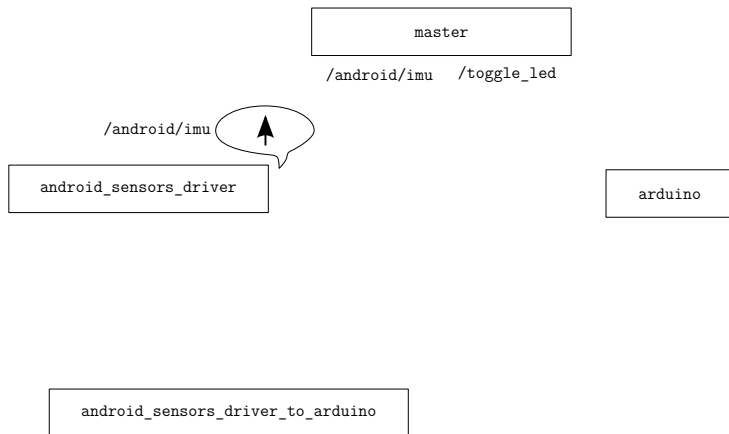 master
/android/imu /toggle_led
/android/imu
android_sensors_driver
arduino
android_sensors_driver_to_arduino